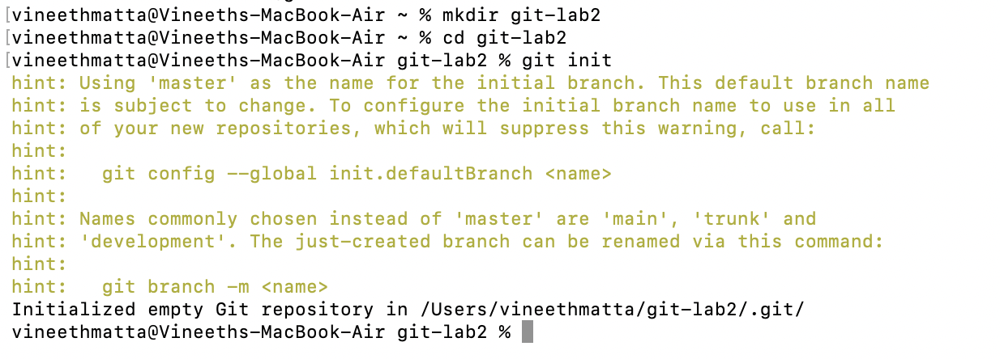 [vineethmatta@Vineeths-MacBook-Air ~ % mkdir git-lab2
[vineethmatta@Vineeths-MacBook-Air ~ % cd git-lab2
[vineethmatta@Vineeths-MacBook-Air git-lab2 % git init
hint: Using 'master' as the name for the initial branch. This default branch name
hint: is subject to change. To configure the initial branch name to use in all
hint: of your new repositories, which will suppress this warning, call:
hint:
hint:   git config --global init.defaultBranch <name>
hint:
hint: Names commonly chosen instead of 'master' are 'main', 'trunk' and
hint: 'development'. The just-created branch can be renamed via this command:
hint:
hint:   git branch -m <name>
Initialized empty Git repository in /Users/vineethmatta/git-lab2/.git/
vineethmatta@Vineeths-MacBook-Air git-lab2 %